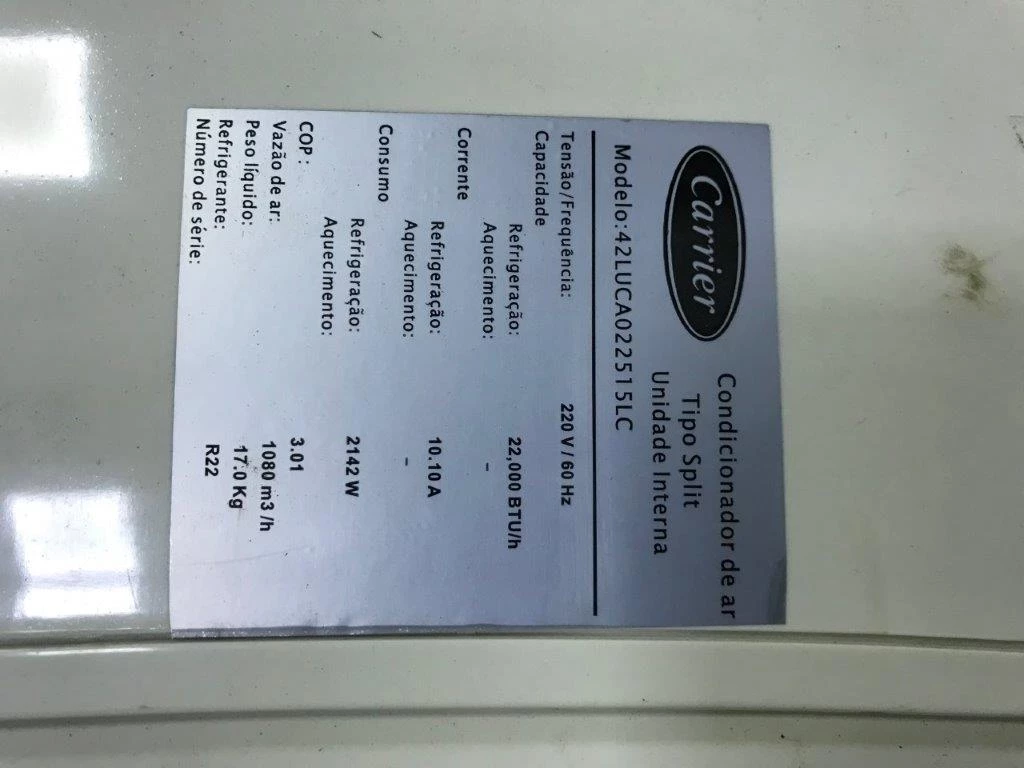 Carrier
Condicionador de ar
Tipo Split
Unidade Interna
Modelo:42LUCA022515LC
Tensão/Frequência: 220 V / 60 Hz
Capacidade
Refrigeração: 22,000 BTU/h
Aquecimento: -
Corrente
Refrigeração: 10.10 A
Aquecimento: -
Consumo
Refrigeração: 2142 W
Aquecimento:
COP : 3.01
Vazão de ar: 1080 m3 /h
Peso líquido: 17.0 Kg
Refrigerante: R22
Número de série: